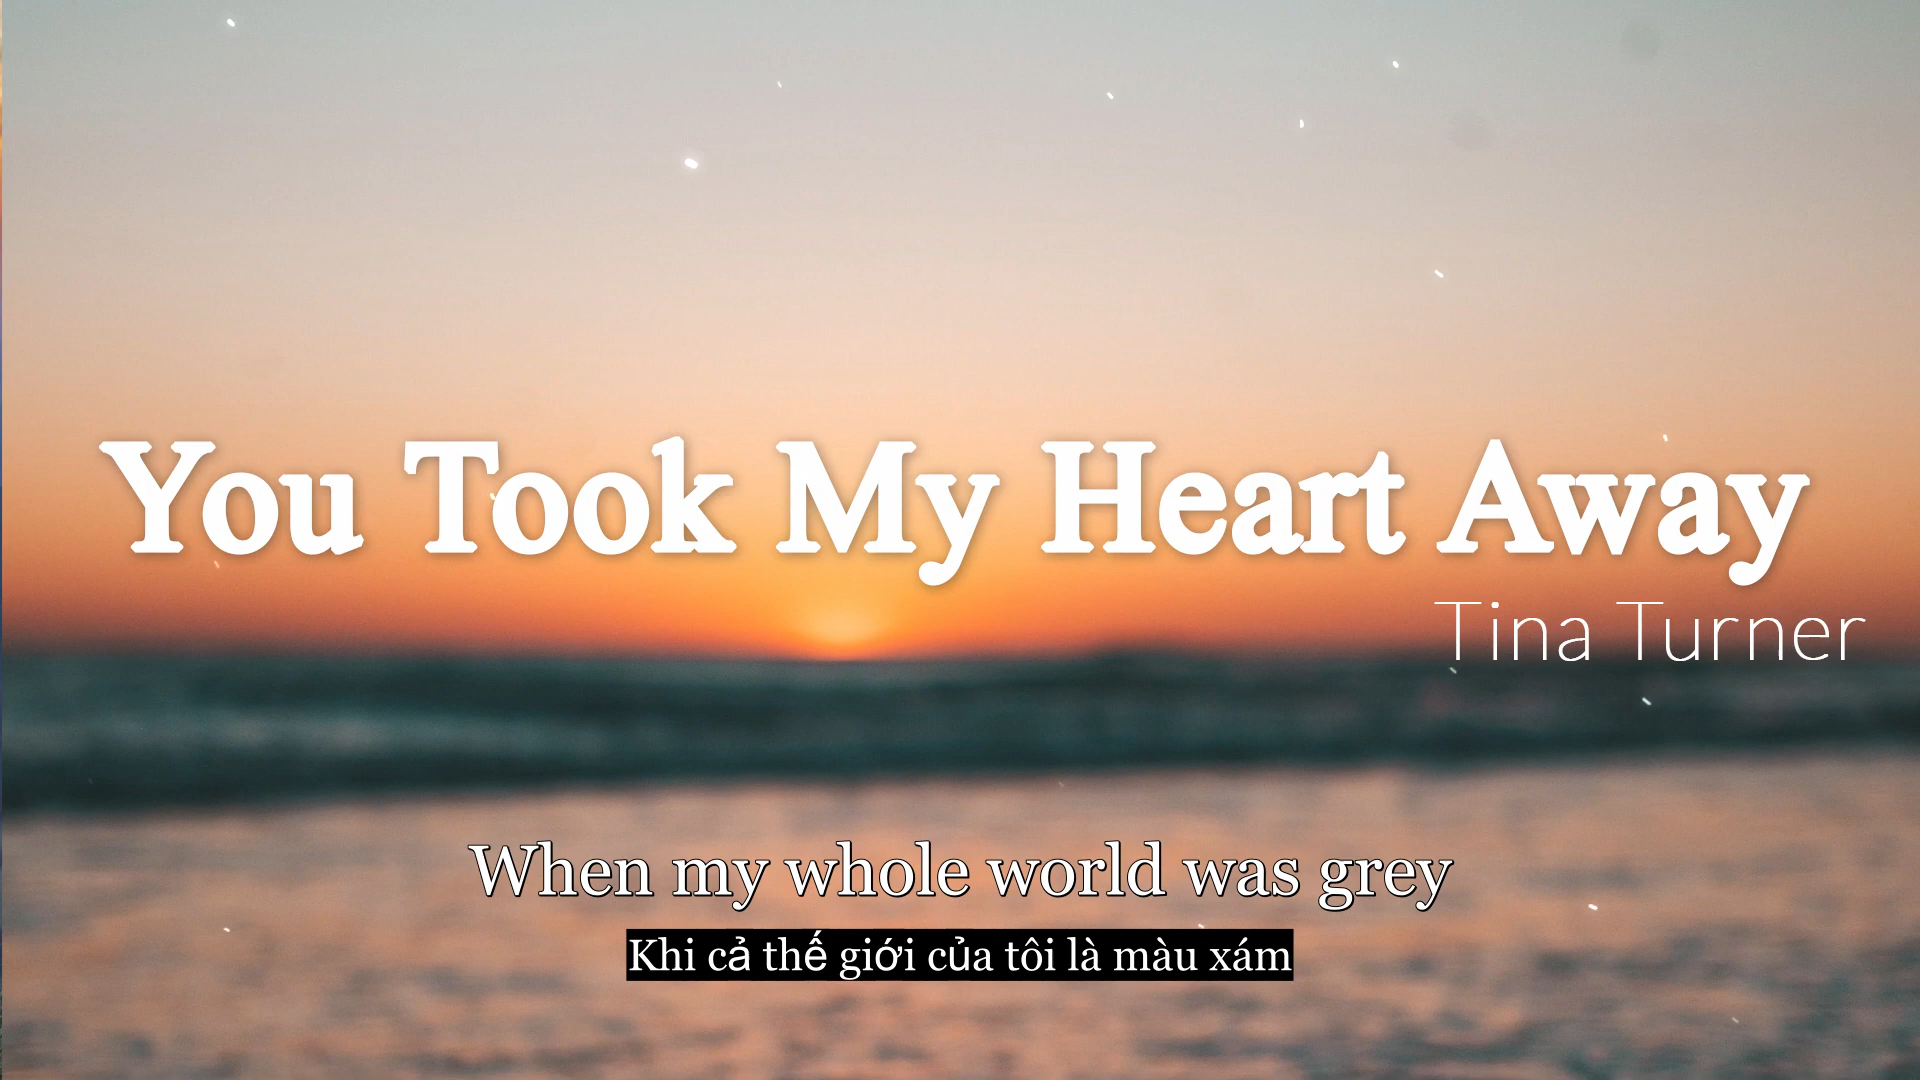 You Took My Heart Away
Tina Turner
When my whole world was grey
Khi cả thế giới của tôi là màu xám